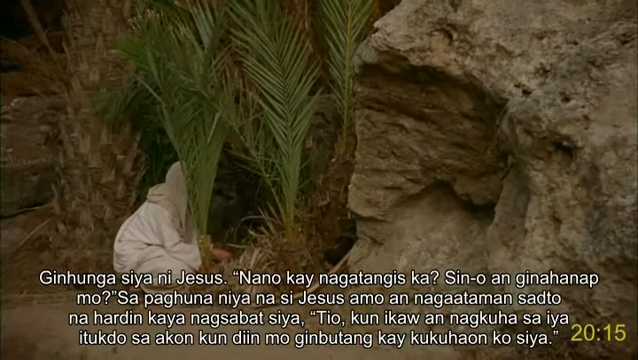 Ginhunga siya ni Jesus. “Nano kay nagatangis ka? Sin-o an ginahanap
mo?”Sa paghuna niya na si Jesus amo an nagaataman sadto
na hardin kaya nagsabat siya, “Tio, kun ikaw an nagkuha sa iya
itukdo sa akon kun diin mo ginbutang kay kukuhaon ko siya.”
20:15